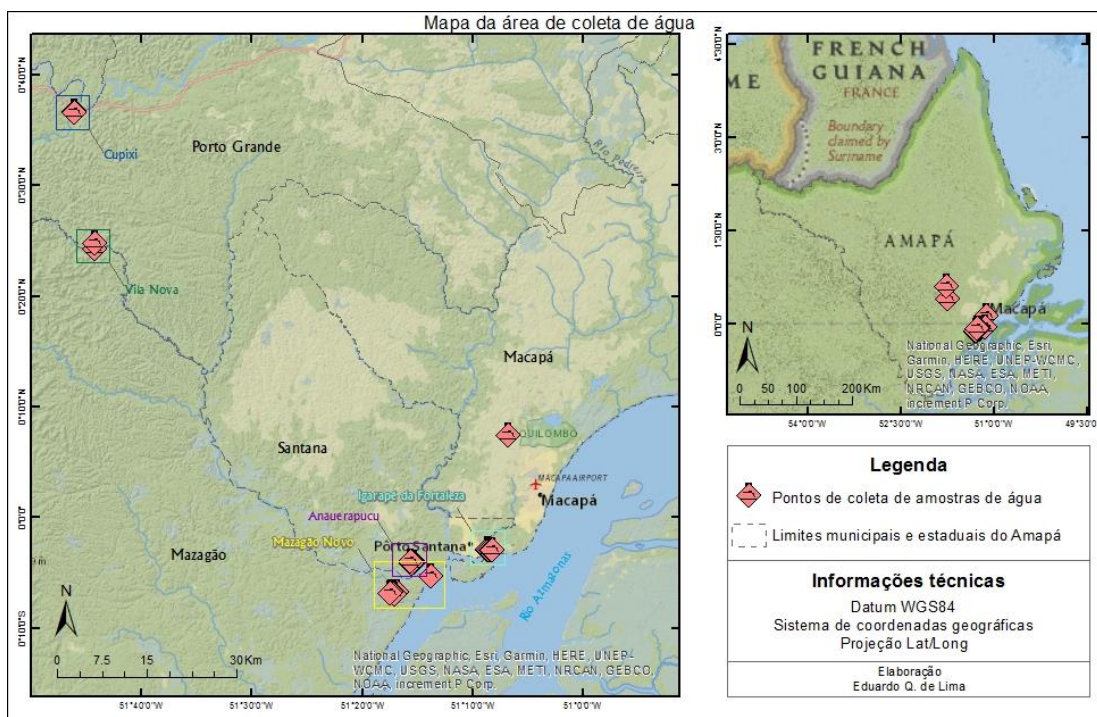 Mapa da área de coleta de água
0°4'0"N
0°3'0"N
0°2'0"N
0°1'0"N
0°0'0"
0°1'0"S
51°40'0"W
51°30'0"W
51°20'0"W
51°10'0"W
51°0'0"W
Cupixi
Porto Grande
Rio Pedreira
Vila Nova
Macapá
QUILOMBO
Santana
MACAPA AIRPORT
Igarapé da Fortaleza
Macapá
Anauerapucu
Mazagão Novo
Pôrto Santana
Mazagão
Rio Amazonas
N
0 7.5 15 30 Km
National Geographic, Esri, Garmin, HERE, UNEP-
WCMC, USGS, NASA, ESA, METI, NRCAN, GEBCO,
NOAA, increment P Corp.
4°30'0"N
3°0'0"N
1°30'0"N
0°0'0"
54°0'0"W
52°30'0"W
51°0'0"W
49°30'
FRENCH
GUIANA
FRANCE
ME
Boundary
claimed by
Suriname
AMAPÁ
Macapá
N
0 50 100 200 Km
National Geographic, Esri,
Garmin, HERE, UNEP-WCMC,
USGS, NASA, ESA, METI,
NRCAN, GEBCO, NOAA,
increment P Corp.
Legenda
Pontos de coleta de amostras de água
Limites municipais e estaduais do Amapá
Informações técnicas
Datum WGS84
Sistema de coordenadas geográficas
Projeção Lat/Long
Elaboração
Eduardo Q. de Lima